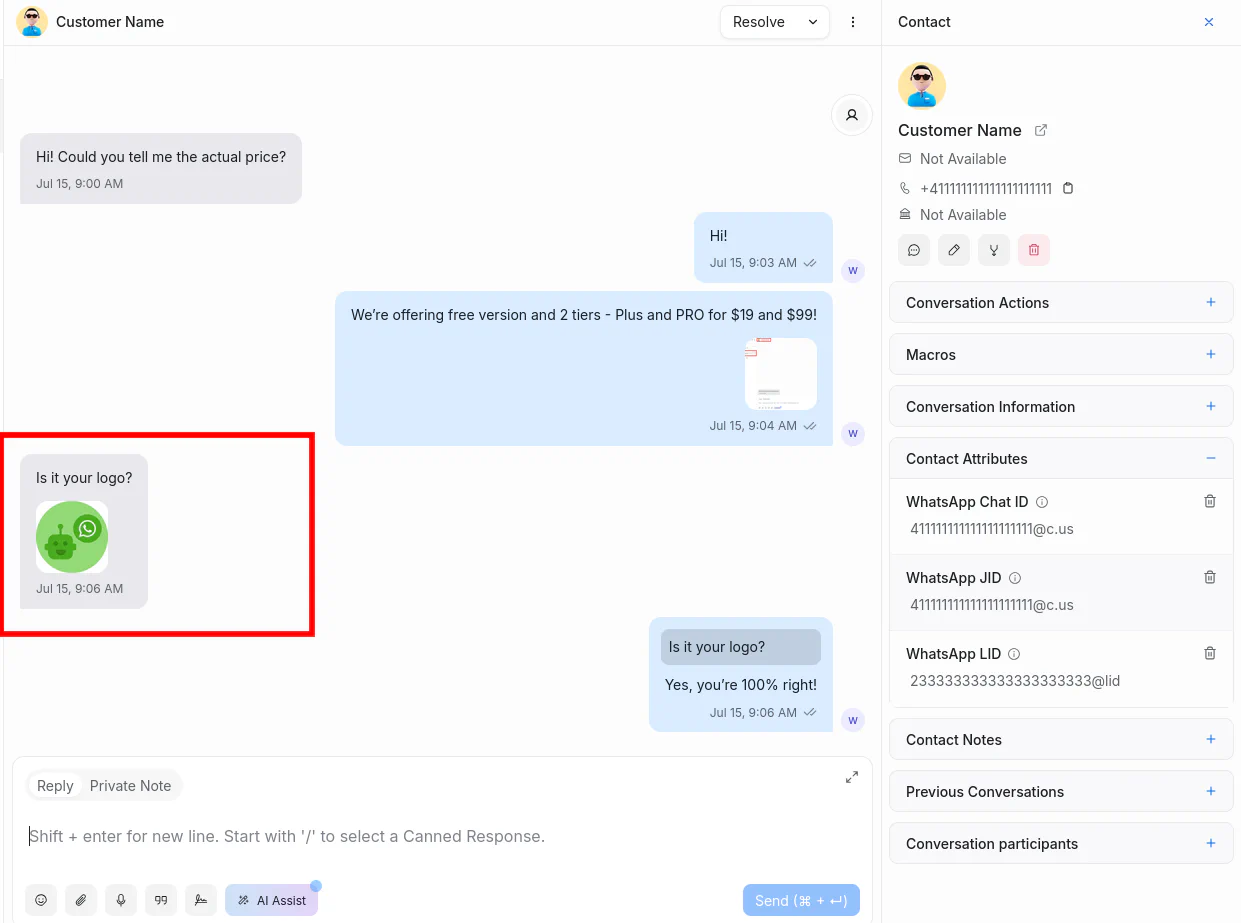 Customer Name
Resolve
Contact
Hi! Could you tell me the actual price?
Jul 15, 9:00 AM
Hi!
Jul 15, 9:03 AM
W
We’re offering free version and 2 tiers - Plus and PRO for $19 and $99!
Jul 15, 9:04 AM
W
Is it your logo?
Jul 15, 9:06 AM
Is it your logo?
Yes, you’re 100% right!
Jul 15, 9:06 AM
W
Reply
Private Note
Shift + enter for new line. Start with '/' to select a Canned Response.
AI Assist
Send (⌘ + ↵)
Customer Name
Not Available
+411111111111111111111
Not Available
Conversation Actions
Macros
Conversation Information
Contact Attributes
WhatsApp Chat ID
411111111111111111111@c.us
WhatsApp JID
411111111111111111111@c.us
WhatsApp LID
233333333333333333333@lid
Contact Notes
Previous Conversations
Conversation participants